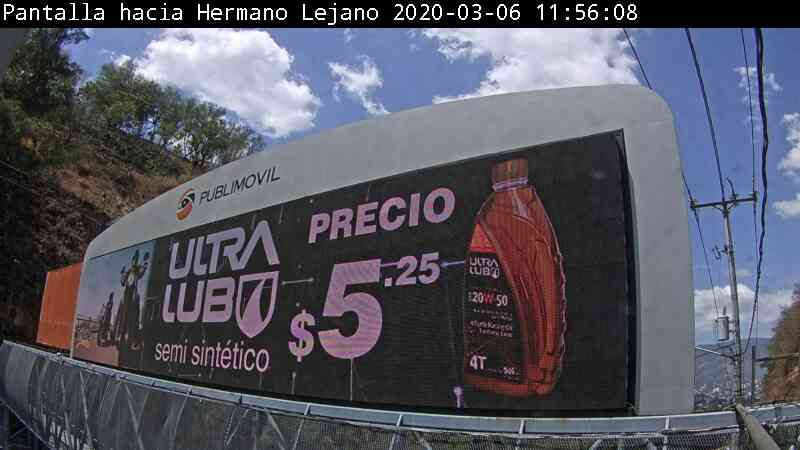 Pantalla hacia Hermano Lejano 2020-03-06 11:56:08
PUBLIMOVIL
ULTRA
LUB
semi sintético
PRECIO
$5.25
ULTRA
LUB
20W-50
4T